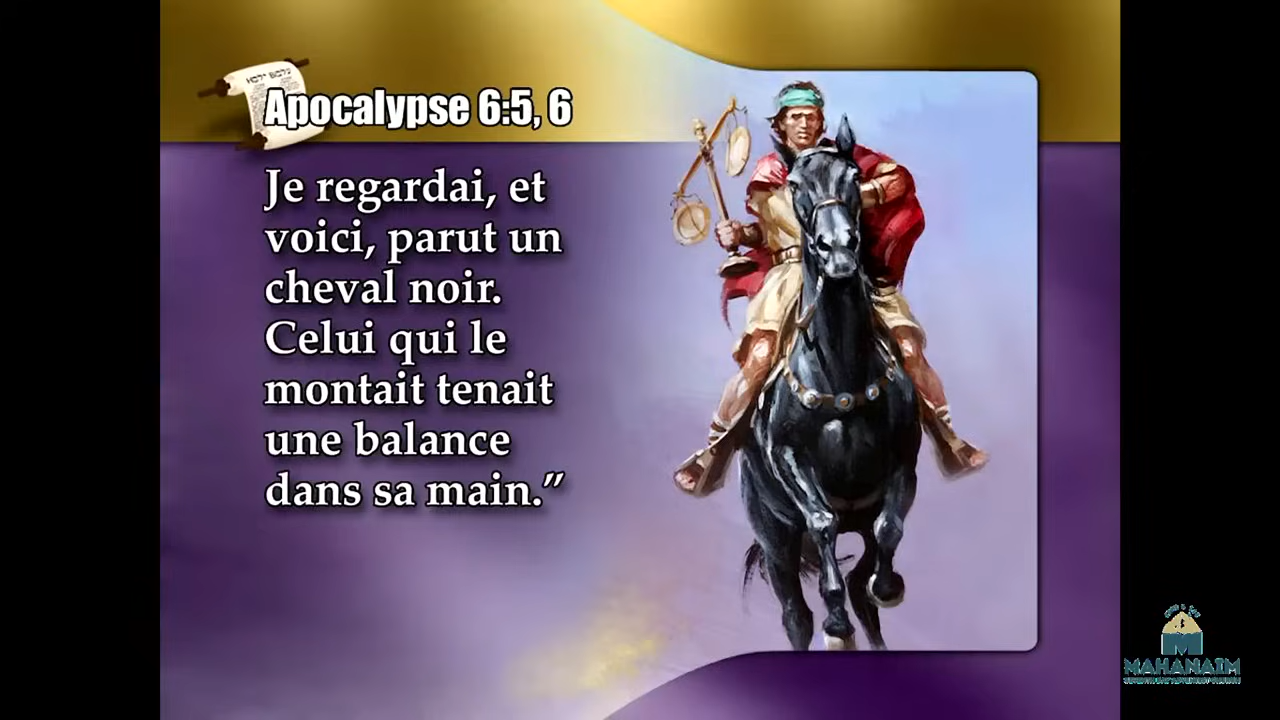 Apocalypse 6:5, 6
Je regardai, et
voici, parut un
cheval noir.
Celui qui le
montait tenait
une balance
dans sa main.”
MAHANAIM